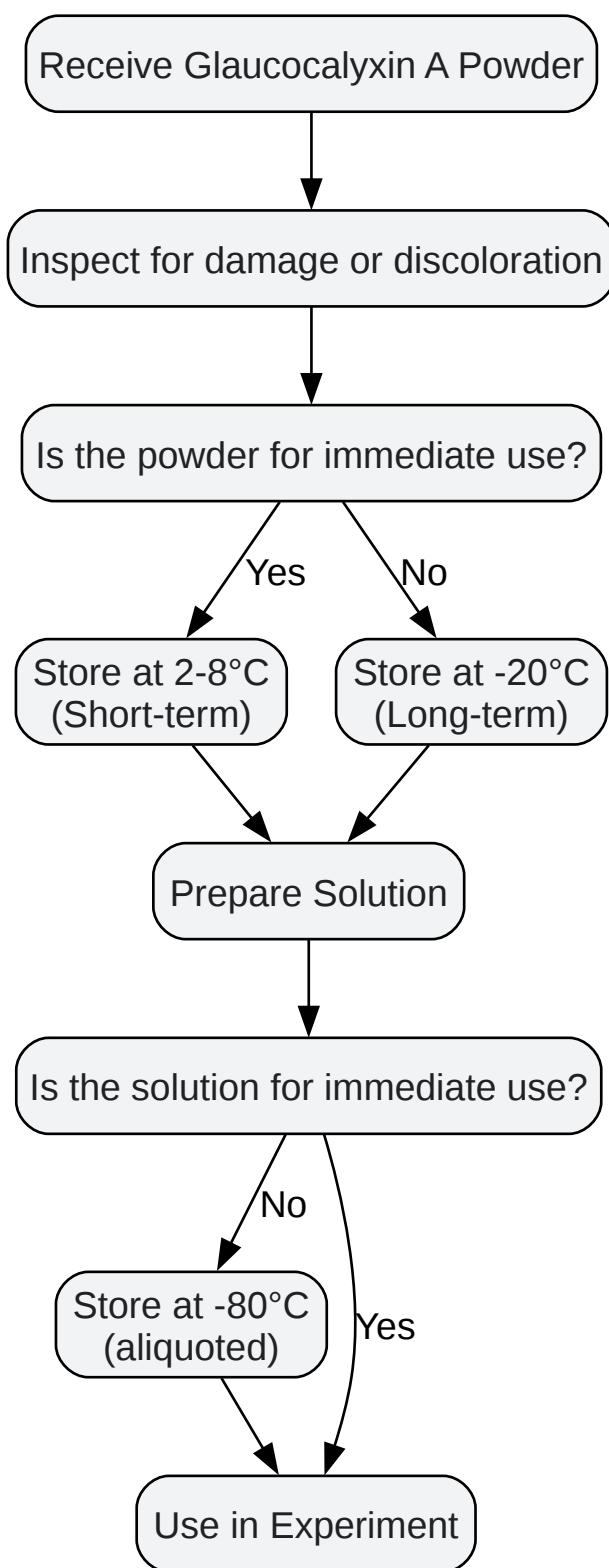 Receive Glaucocalyxin A Powder
Inspect for damage or discoloration
Is the powder for immediate use?
Yes
No
Store at 2-8°C
(Short-term)
Store at -20°C
(Long-term)
Prepare Solution
Is the solution for immediate use?
No
Store at -80°C
(aliquoted)
Yes
Use in Experiment